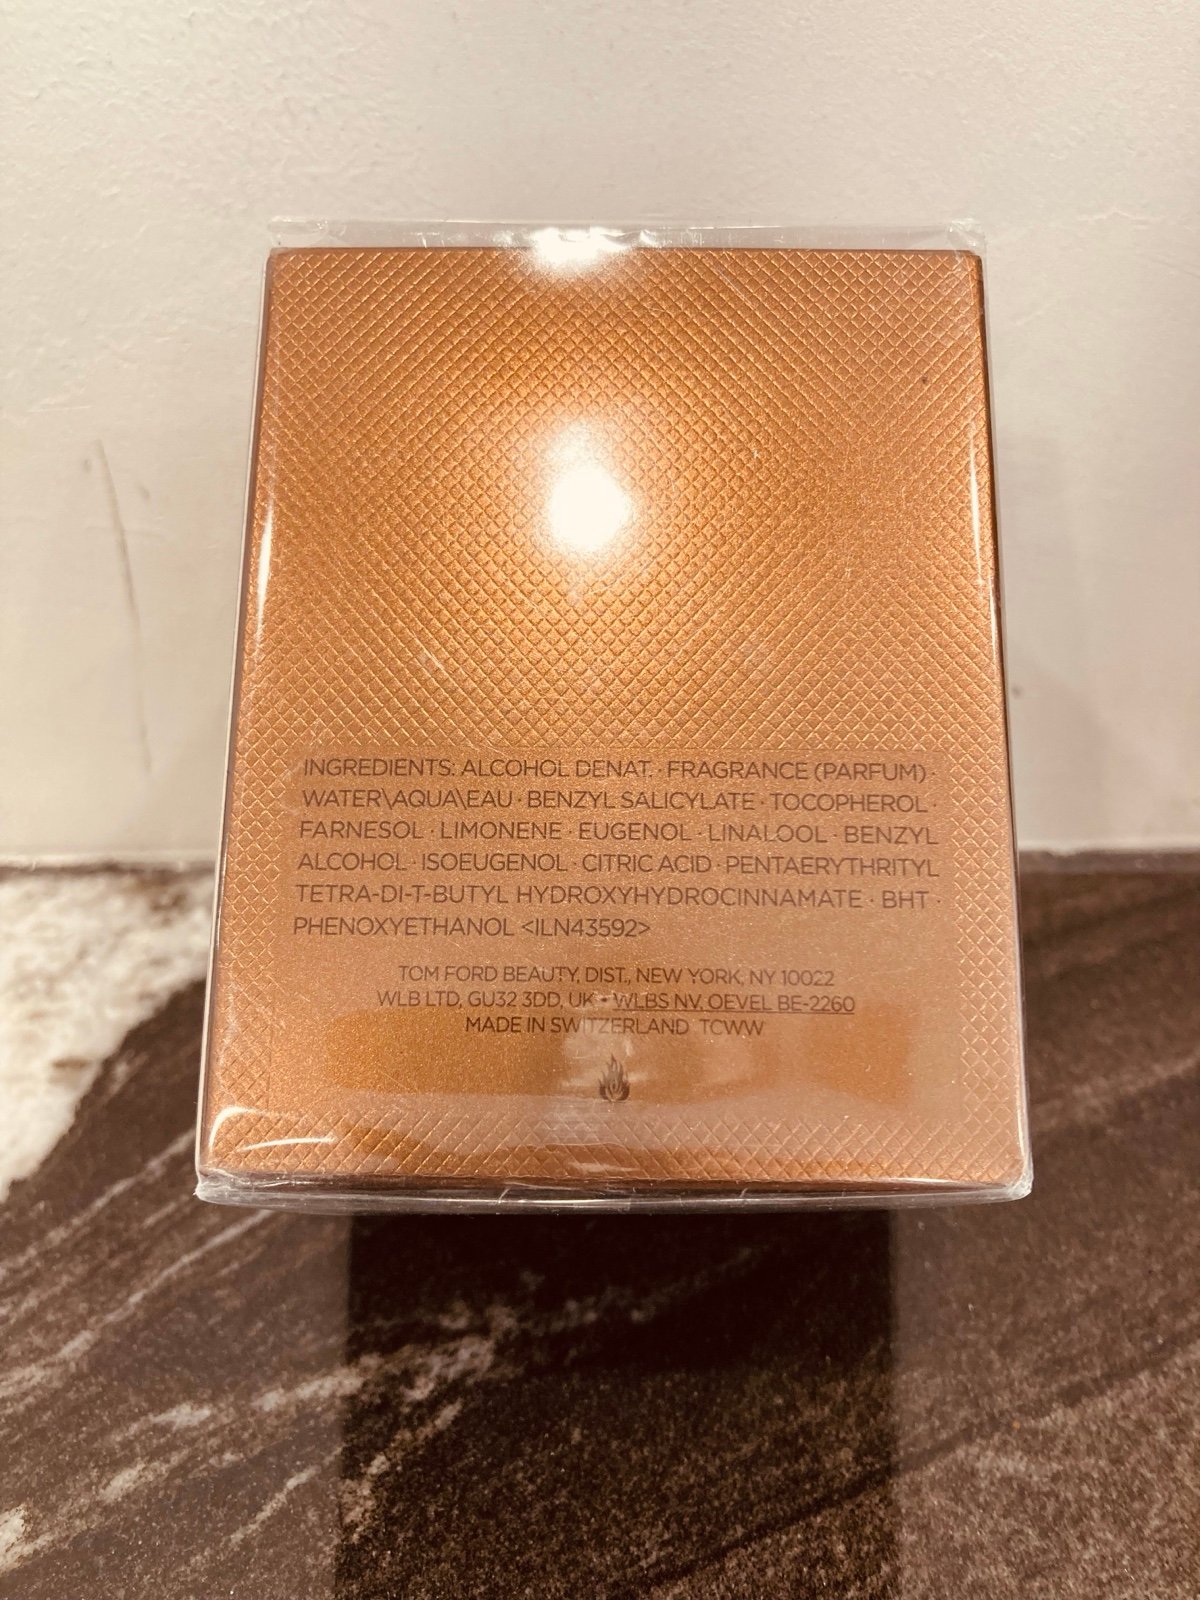 INGREDIENTS: ALCOHOL DENAT. · FRAGRANCE (PARFUM) ·
WATER\AQUA\EAU · BENZYL SALICYLATE · TOCOPHEROL ·
FARNESOL · LIMONENE · EUGENOL · LINALOOL · BENZYL
ALCOHOL · ISOEUGENOL · CITRIC ACID · PENTAERYTHRITYL
TETRA-DI-T-BUTYL HYDROXYHYDROCINNAMATE · BHT ·
PHENOXYETHANOL <ILN43592>
TOM FORD BEAUTY, DIST., NEW YORK, NY 10022
WLB LTD, GU32 3DD, UK • WLBS NV, OEVEL BE-2260
MADE IN SWITZERLAND TCWW